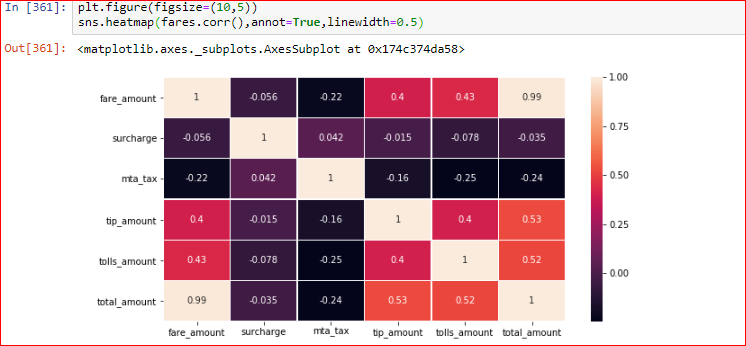 In [361]: plt.figure(figsize=(10,5))
sns.heatmap(fares.corr(),annot=True,linewidth=0.5)
Out[361]: <matplotlib.axes._subplots.AxesSubplot at 0x174c374da58>
fare_amount 1 -0.056 -0.22 0.4 0.43 0.99
surcharge -0.056 1 0.042 -0.015 -0.078 -0.035
mta_tax -0.22 0.042 1 -0.16 -0.25 -0.24
tip_amount 0.4 -0.015 -0.16 1 0.4 0.53
tolls_amount 0.43 -0.078 -0.25 0.4 1 0.52
total_amount 0.99 -0.035 -0.24 0.53 0.52 1
fare_amount surcharge mta_tax tip_amount tolls_amount total_amount
1.00
0.75
0.50
0.25
0.00